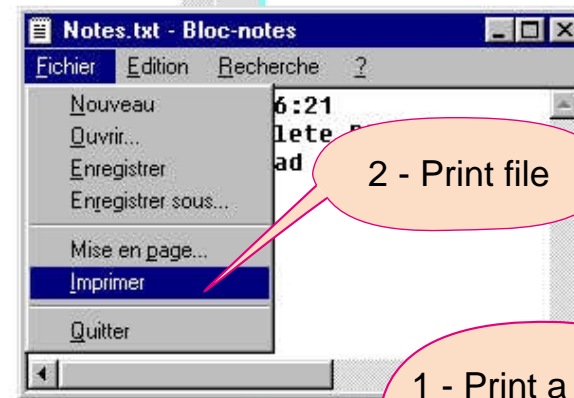 Notes.txt - Bloc-notes
Fichier Edition Recherche ?
Nouveau
Ouvrir...
Enregistrer
Enregistrer sous...
Mise en page...
Imprimer
Quitter
6:21
lete
ad
2 - Print file
1 - Print a